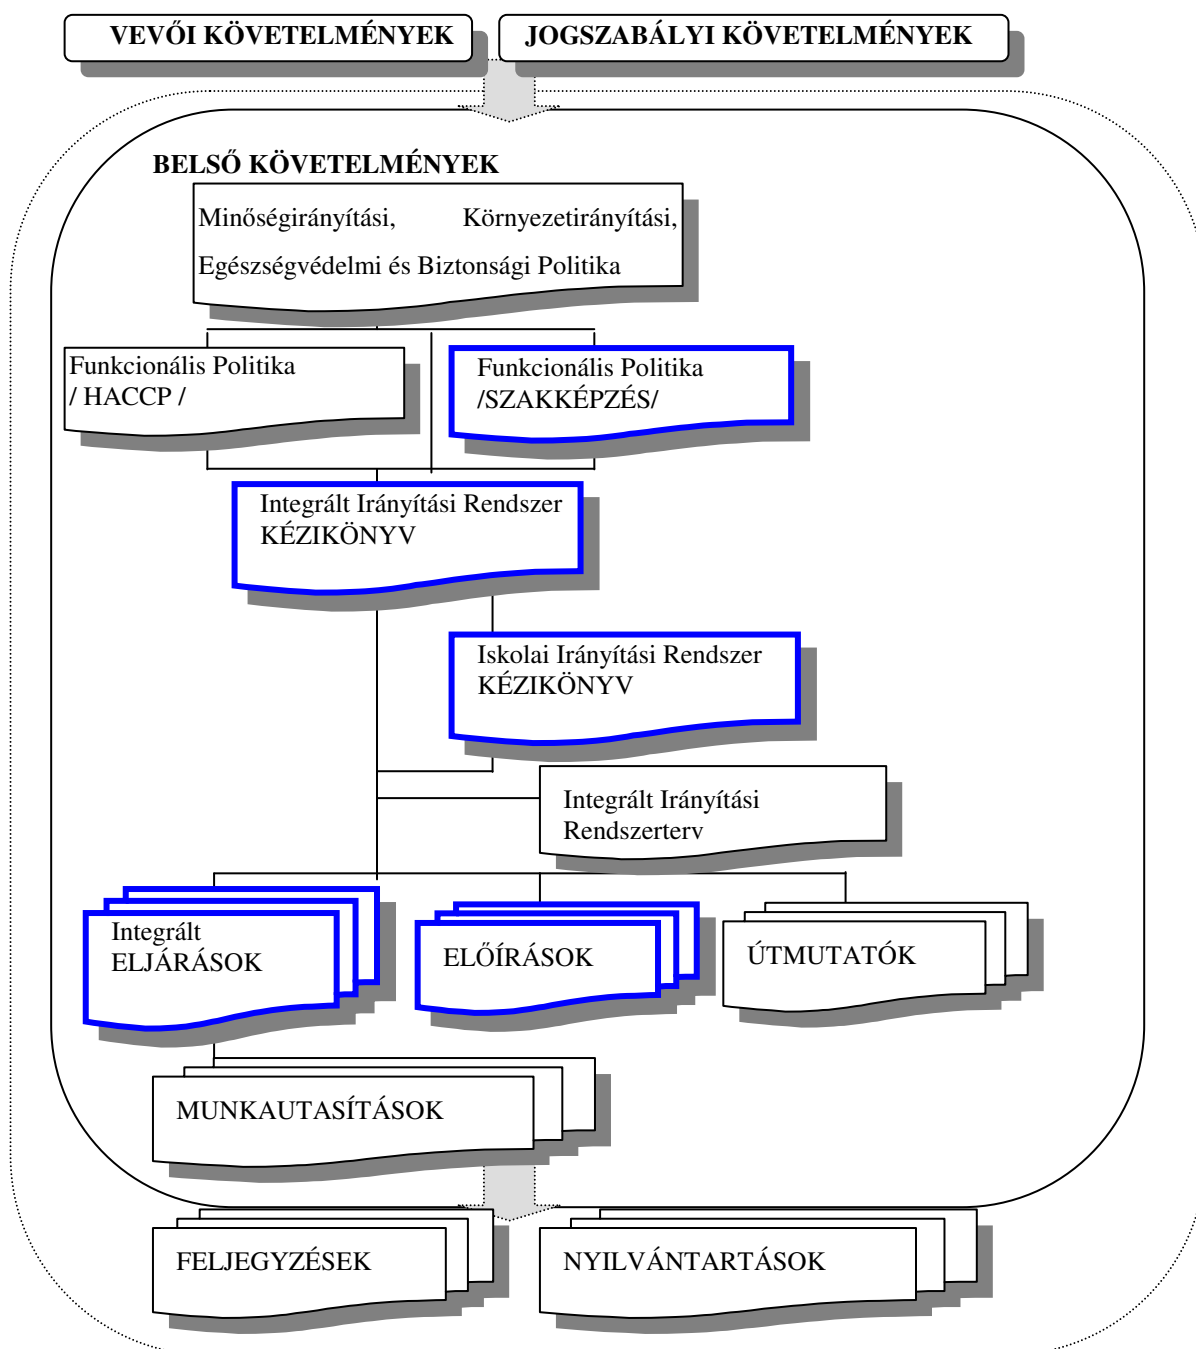 VEVŐI KÖVETELMÉNYEK
JOGSZABÁLYI KÖVETELMÉNYEK
BELSŐ KÖVETELMÉNYEK
Minőségirányítási, Környezetirányítási,
Egészségvédelmi és Biztonsági Politika
Funkcionális Politika
/ HACCP /
Funkcionális Politika
/SZAKKÉPZÉS/
Integrált Irányítási Rendszer
KÉZIKÖNYV
Iskolai Irányítási Rendszer
KÉZIKÖNYV
Integrált Irányítási
Rendszerterv
Integrált
ELJÁRÁSOK
ELŐÍRÁSOK
ÚTMUTATÓK
MUNKAUTASÍTÁSOK
FELJEGYZÉSEK
NYILVÁNTARTÁSOK